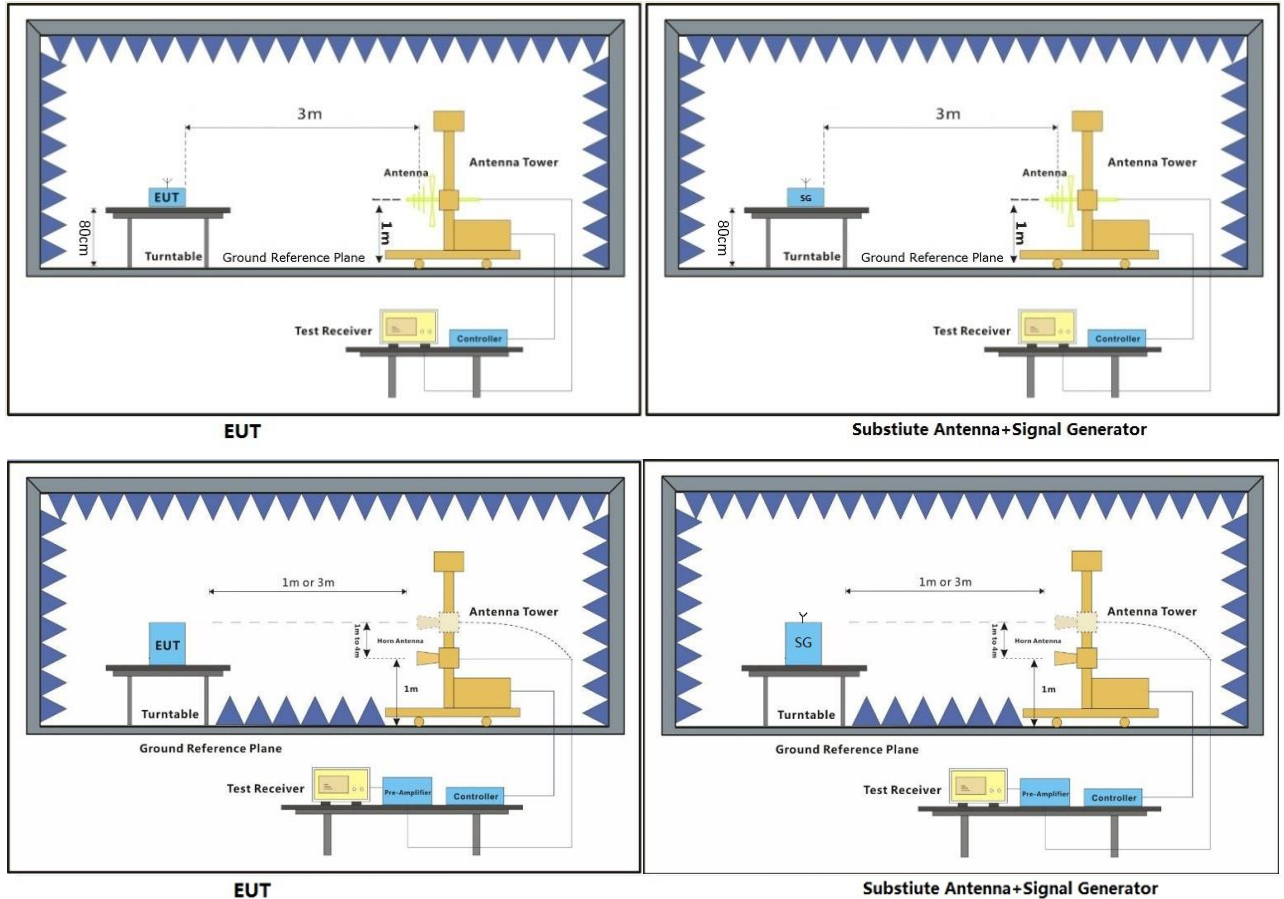 3m
Antenna Tower
Antenna
EUT
80cm
1m
Turntable
Ground Reference Plane
Test Receiver
Controller
EUT
3m
Antenna Tower
Antenna
SG
80cm
1m
Turntable
Ground Reference Plane
Test Receiver
Controller
Substiute Antenna+Signal Generator
1m or 3m
Antenna Tower
1m to 4m
Horn Antenna
EUT
1m
Turntable
Ground Reference Plane
Test Receiver
Pre-Amplifier
Controller
EUT
1m or 3m
Antenna Tower
1m to 4m
Horn Antenna
SG
1m
Turntable
Ground Reference Plane
Test Receiver
Pre-Amplifier
Controller
Substiute Antenna+Signal Generator